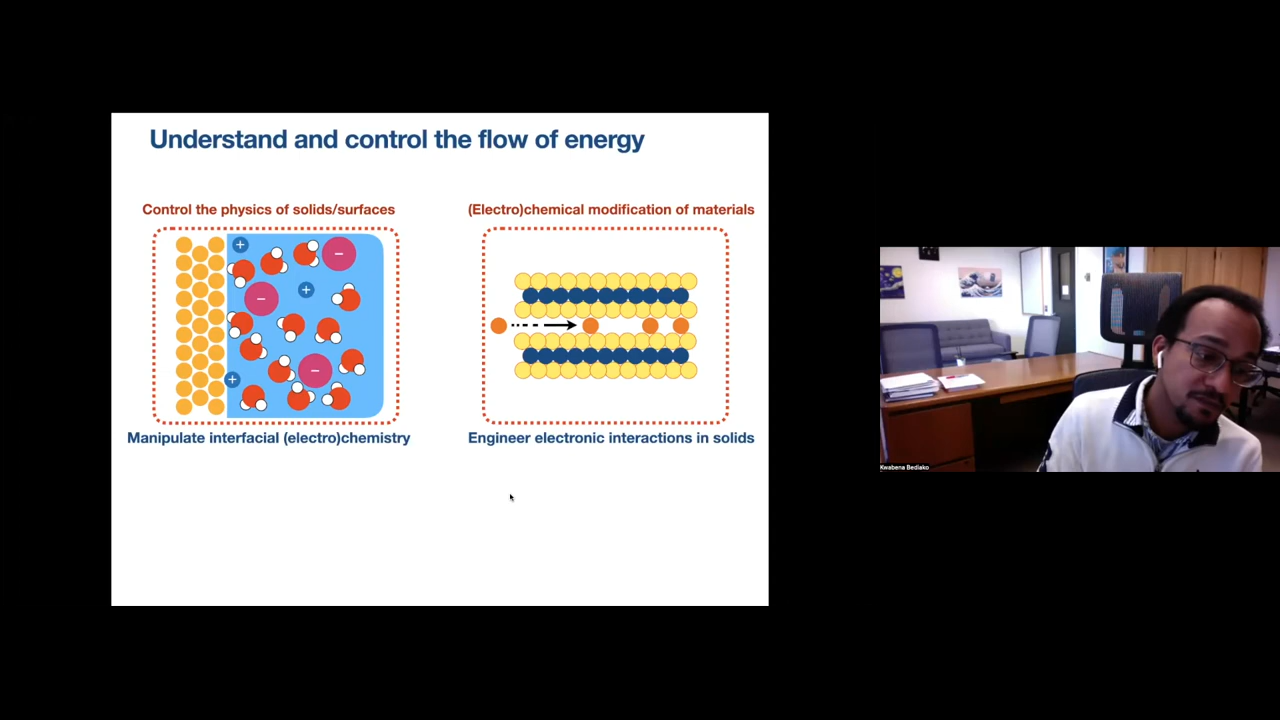 Understand and control the flow of energy
Control the physics of solids/surfaces
(Electro)chemical modification of materials
+
−
+
−
−
+
Manipulate interfacial (electro)chemistry
Engineer electronic interactions in solids
Kwabena Bediako